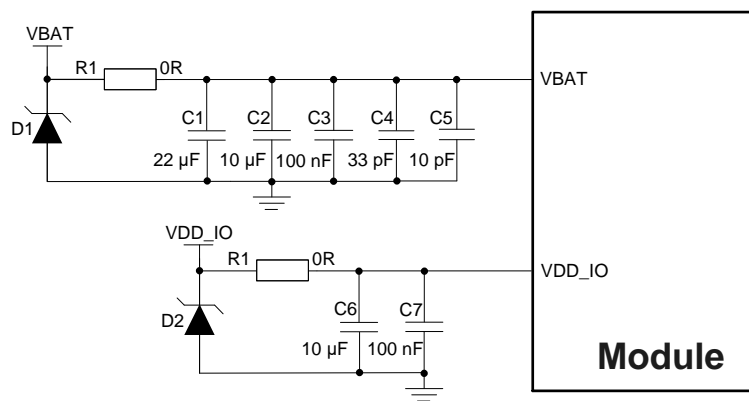 VBAT
R1 0R
VBAT
D1
C1 C2 C3 C4 C5
22 µF 10 µF 100 nF 33 pF 10 pF
VDD_IO
R1 0R
VDD_IO
D2
C6 C7
10 µF 100 nF
Module